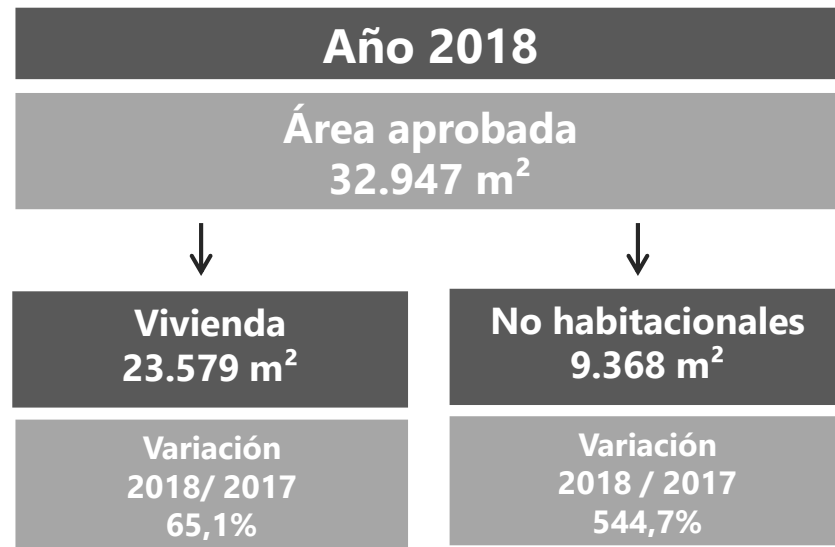 Año 2018
Área aprobada
32.947 m²
Vivienda
23.579 m²
No habitacionales
9.368 m²
Variación
2018/ 2017
65,1%
Variación
2018 / 2017
544,7%